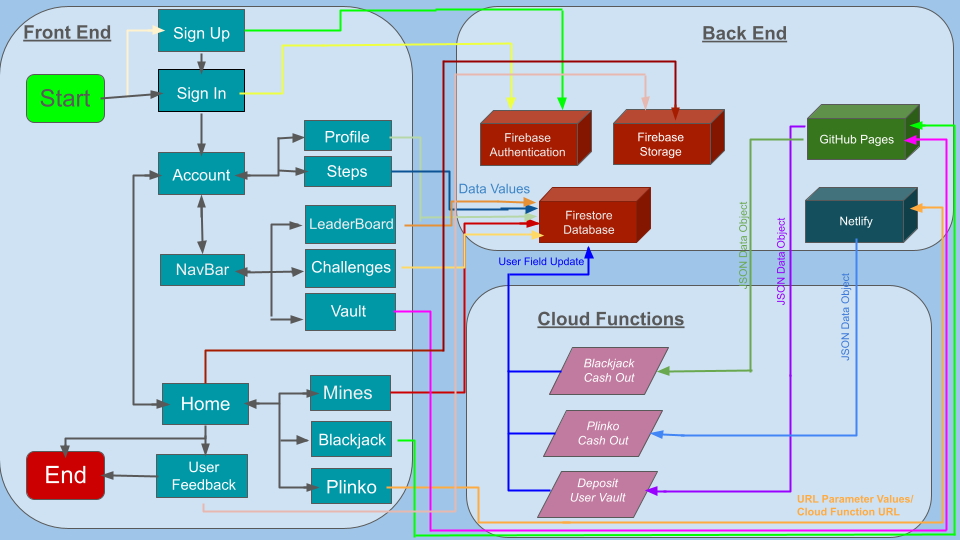 Front End
Start
Sign Up
Sign In
Account
NavBar
Profile
Steps
LeaderBoard
Challenges
Vault
Home
Mines
Blackjack
Plinko
User
Feedback
End
Back End
Firebase
Authentication
Firebase
Storage
GitHub Pages
Data Values
Firestore
Database
Netlify
User Field Update
JSON Data Object
JSON Data Object
JSON Data Object
Cloud Functions
Blackjack
Cash Out
Plinko
Cash Out
Deposit
User Vault
URL Parameter Values/
Cloud Function URL